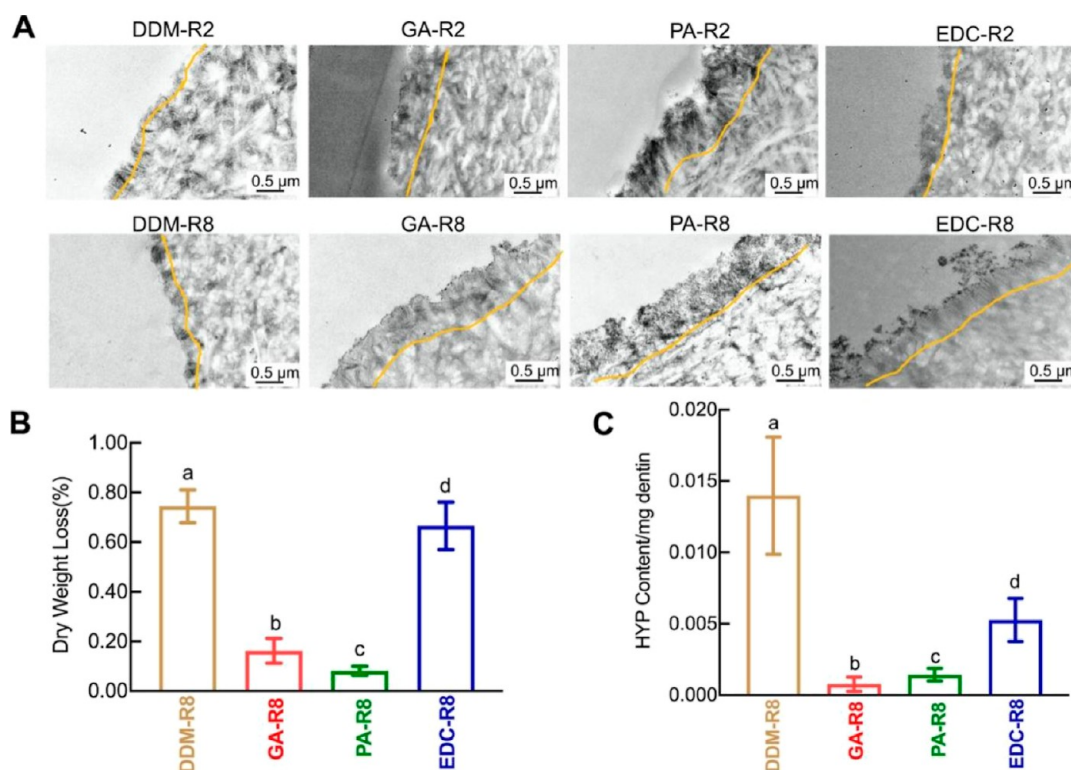 A
DDM-R2 GA-R2 PA-R2 EDC-R2
0.5 µm 0.5 µm 0.5 µm 0.5 µm
DDM-R8 GA-R8 PA-R8 EDC-R8
0.5 µm 0.5 µm 0.5 µm 0.5 µm
B
Dry Weight Loss(%)
1.00
0.80
0.60
0.40
0.20
0.00
a
b
c
d
DDM-R8
GA-R8
PA-R8
EDC-R8
C
HYP Content/mg dentin
0.020
0.015
0.010
0.005
0.000
a
b
c
d
DDM-R8
GA-R8
PA-R8
EDC-R8